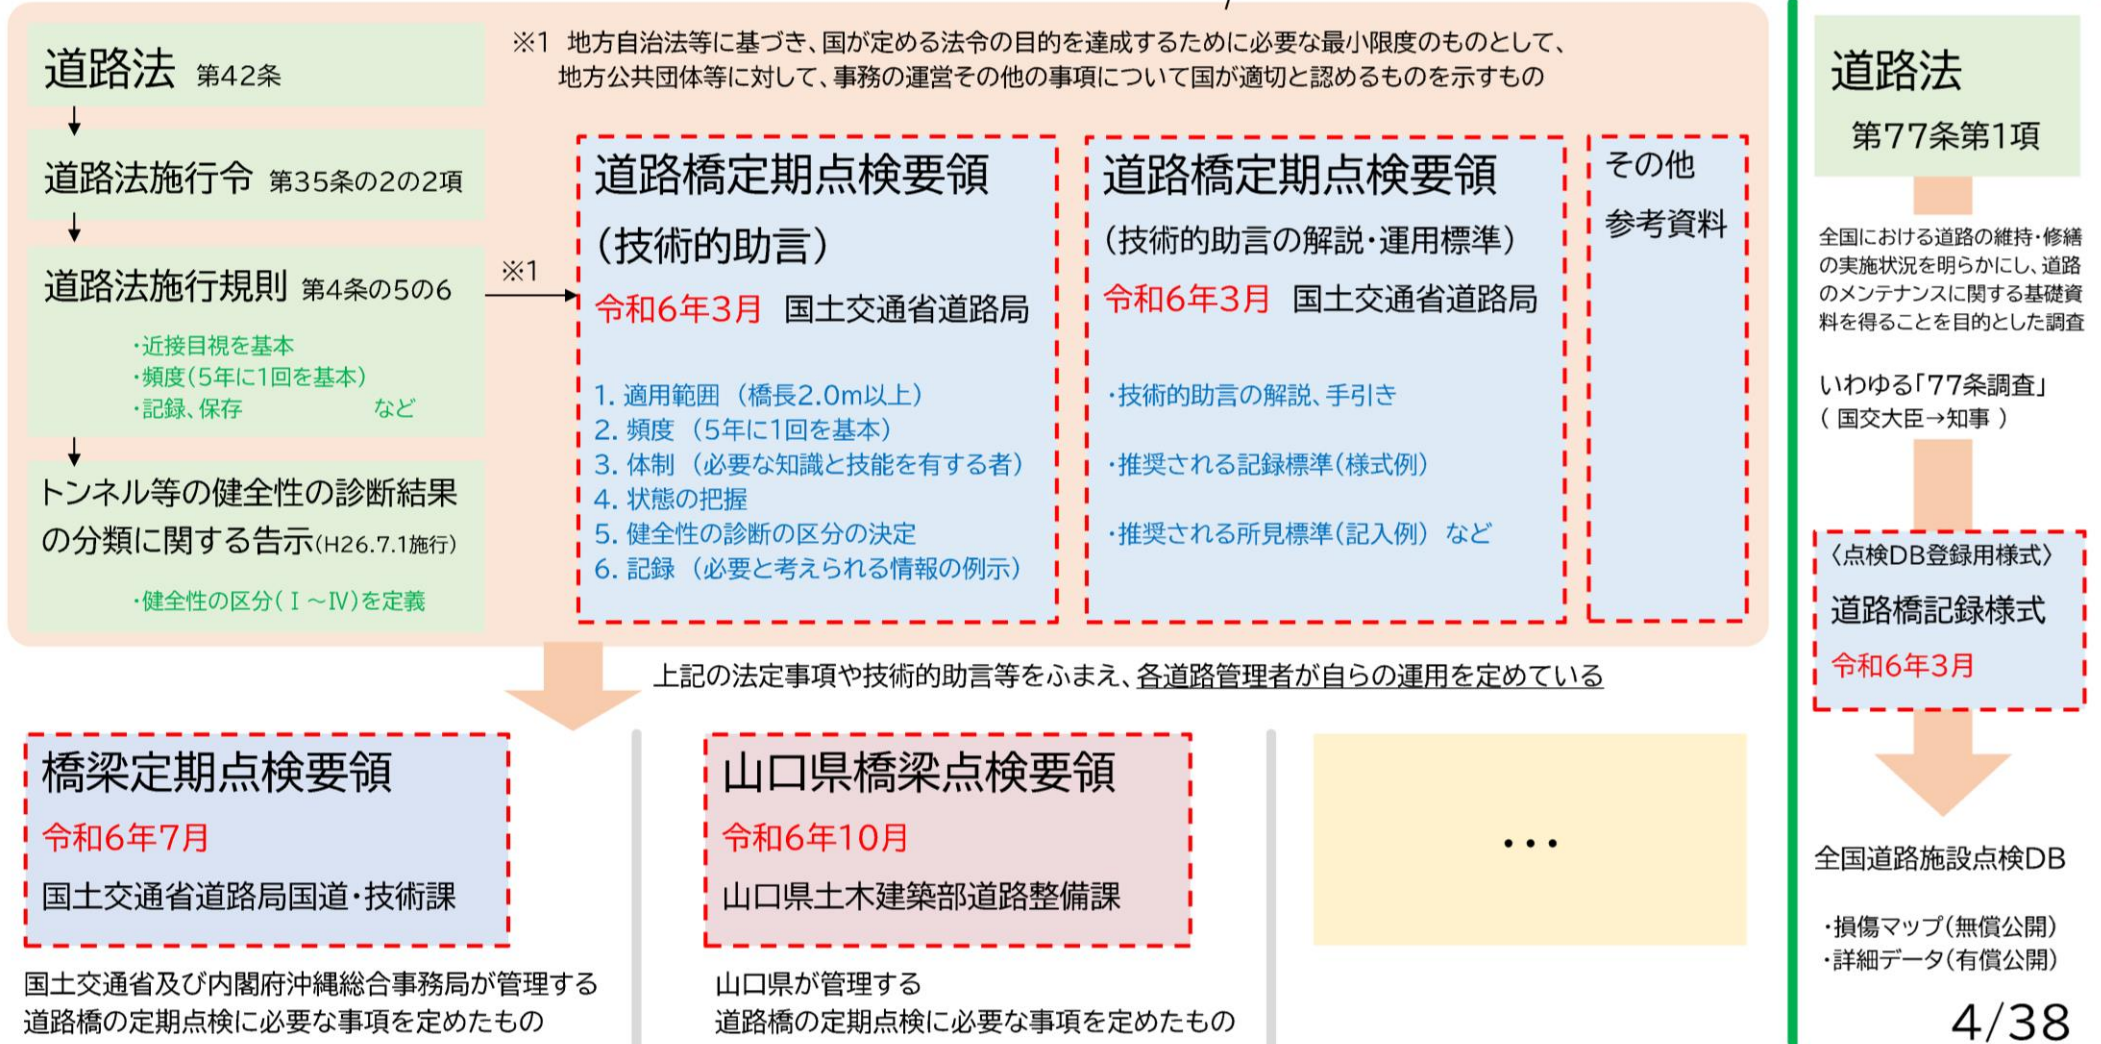 ※1 地方自治法等に基づき、国が定める法令の目的を達成するために必要な最小限度のものとして、
地方公共団体等に対して、事務の運営その他の事項について国が適切と認めるものを示すもの
道路法 第42条
道路法施行令 第35条の2の2項
道路法施行規則 第4条の5の6
・近接目視を基本
・頻度(5年に1回を基本)
・記録、保存 など
トンネル等の健全性の診断結果
の分類に関する告示(H26.7.1施行)
・健全性の区分(Ⅰ～Ⅳ)を定義
※1
道路橋定期点検要領
(技術的助言)
令和6年3月 国土交通省道路局
1. 適用範囲 (橋長2.0m以上)
2. 頻度 (5年に1回を基本)
3. 体制 (必要な知識と技能を有する者)
4. 状態の把握
5. 健全性の診断の区分の決定
6. 記録 (必要と考えられる情報の例示)
道路橋定期点検要領
(技術的助言の解説・運用標準)
令和6年3月 国土交通省道路局
・技術的助言の解説、手引き
・推奨される記録標準(様式例)
・推奨される所見標準(記入例) など
その他
参考資料
上記の法定事項や技術的助言等をふまえ、各道路管理者が自らの運用を定めている
橋梁定期点検要領
令和6年7月
国土交通省道路局国道・技術課
国土交通省及び内閣府沖縄総合事務局が管理する
道路橋の定期点検に必要な事項を定めたもの
山口県橋梁点検要領
令和6年10月
山口県土木建築部道路整備課
山口県が管理する
道路橋の定期点検に必要な事項を定めたもの
・・・
道路法
第77条第1項
全国における道路の維持・修繕
の実施状況を明らかにし、道路
のメンテナンスに関する基礎資
料を得ることを目的とした調査
いわゆる「77条調査」
( 国交大臣→知事 )
〈点検DB登録用様式〉
道路橋記録様式
令和6年3月
全国道路施設点検DB
・損傷マップ(無償公開)
・詳細データ(有償公開)
4/38